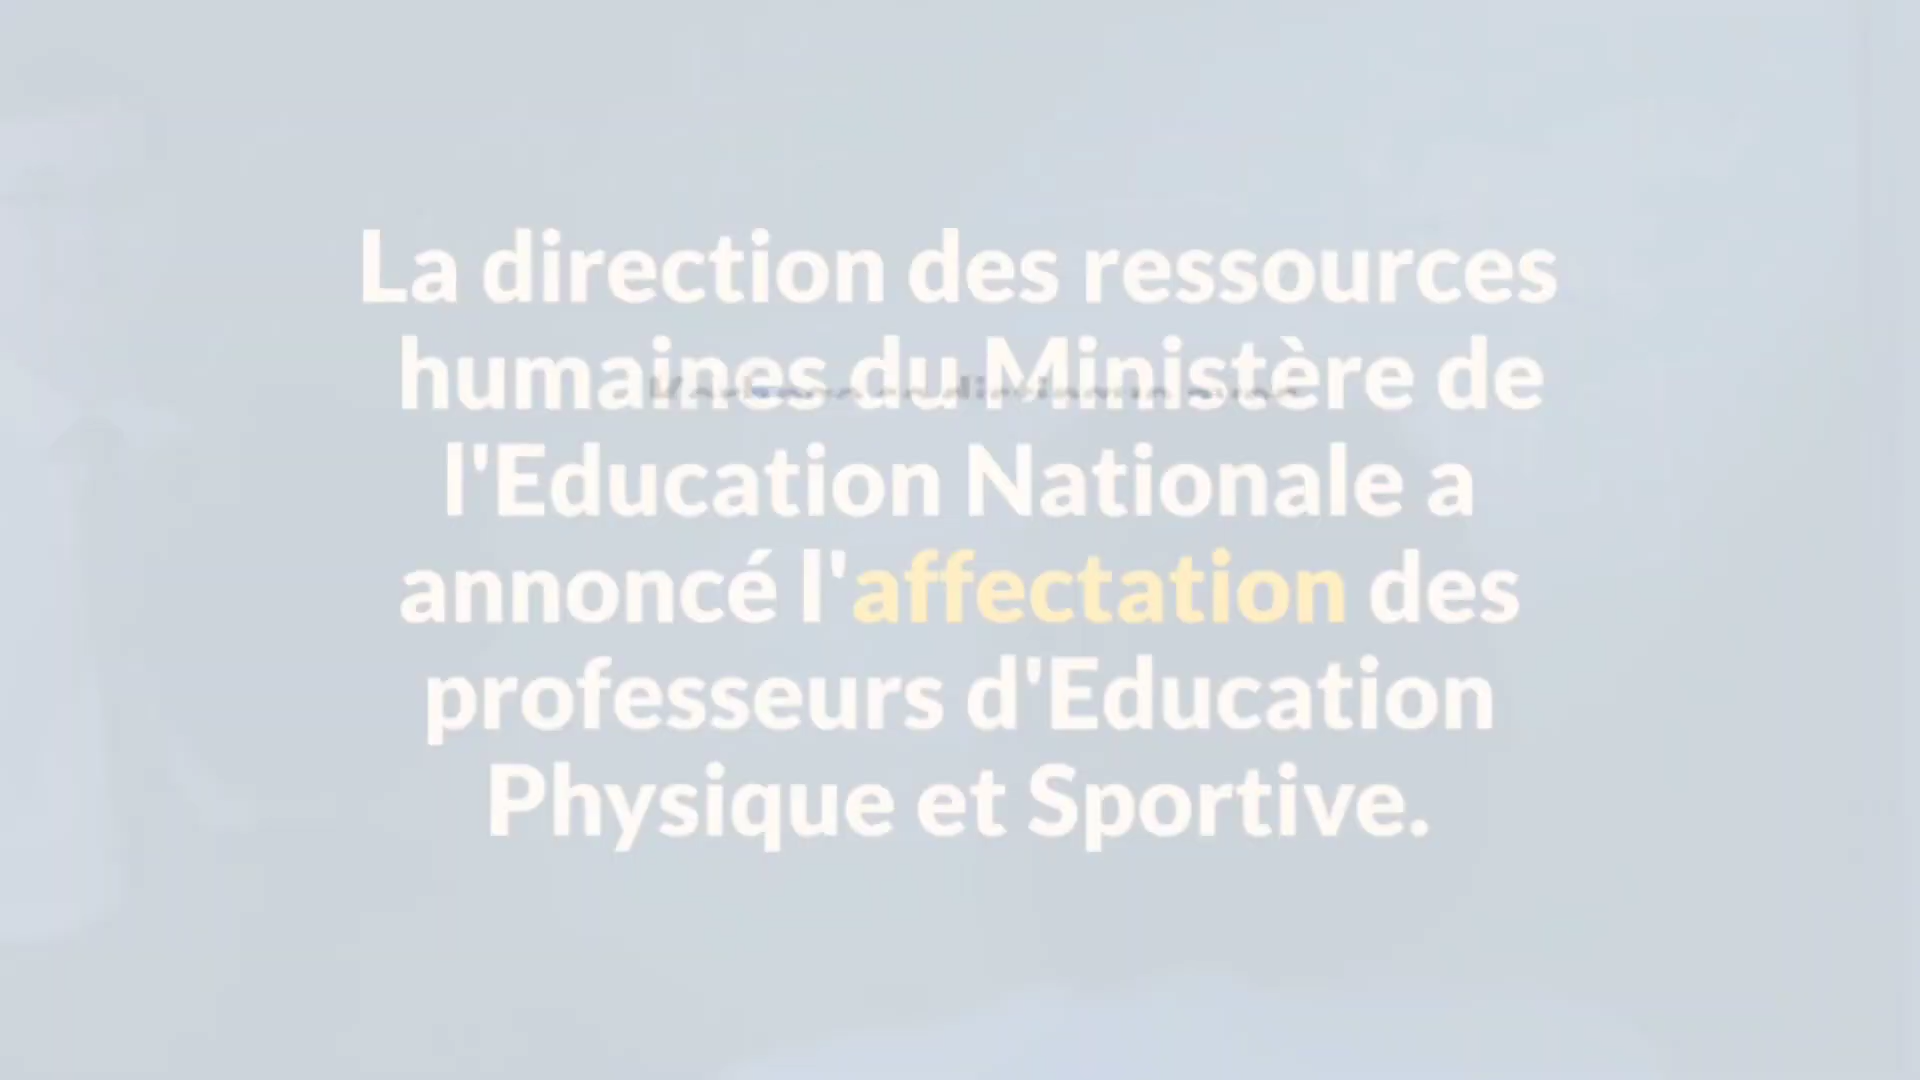 La direction des ressources
humaines du Ministère de
l'Education Nationale a
annoncé l'affectation des
professeurs d'Education
Physique et Sportive.